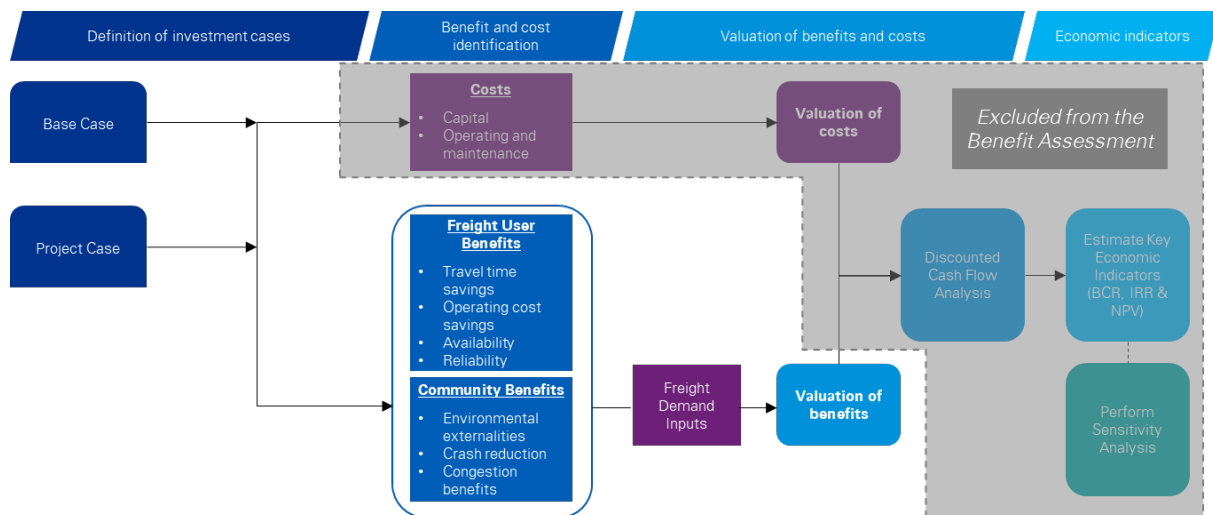 Definition of investment cases
Benefit and cost
identification
Valuation of benefits and costs
Economic indicators
Base Case
Project Case
Costs
• Capital
• Operating and
maintenance
Valuation of
costs
Excluded from the
Benefit Assessment
Freight User
Benefits
• Travel time
savings
• Operating cost
savings
• Availability
• Reliability
Community Benefits
• Environmental
externalities
• Crash reduction
• Congestion
benefits
Freight
Demand
Inputs
Valuation of
benefits
Discounted
Cash Flow
Analysis
Estimate Key
Economic
Indicators
(BCR, IRR &
NPV)
Perform
Sensitivity
Analysis